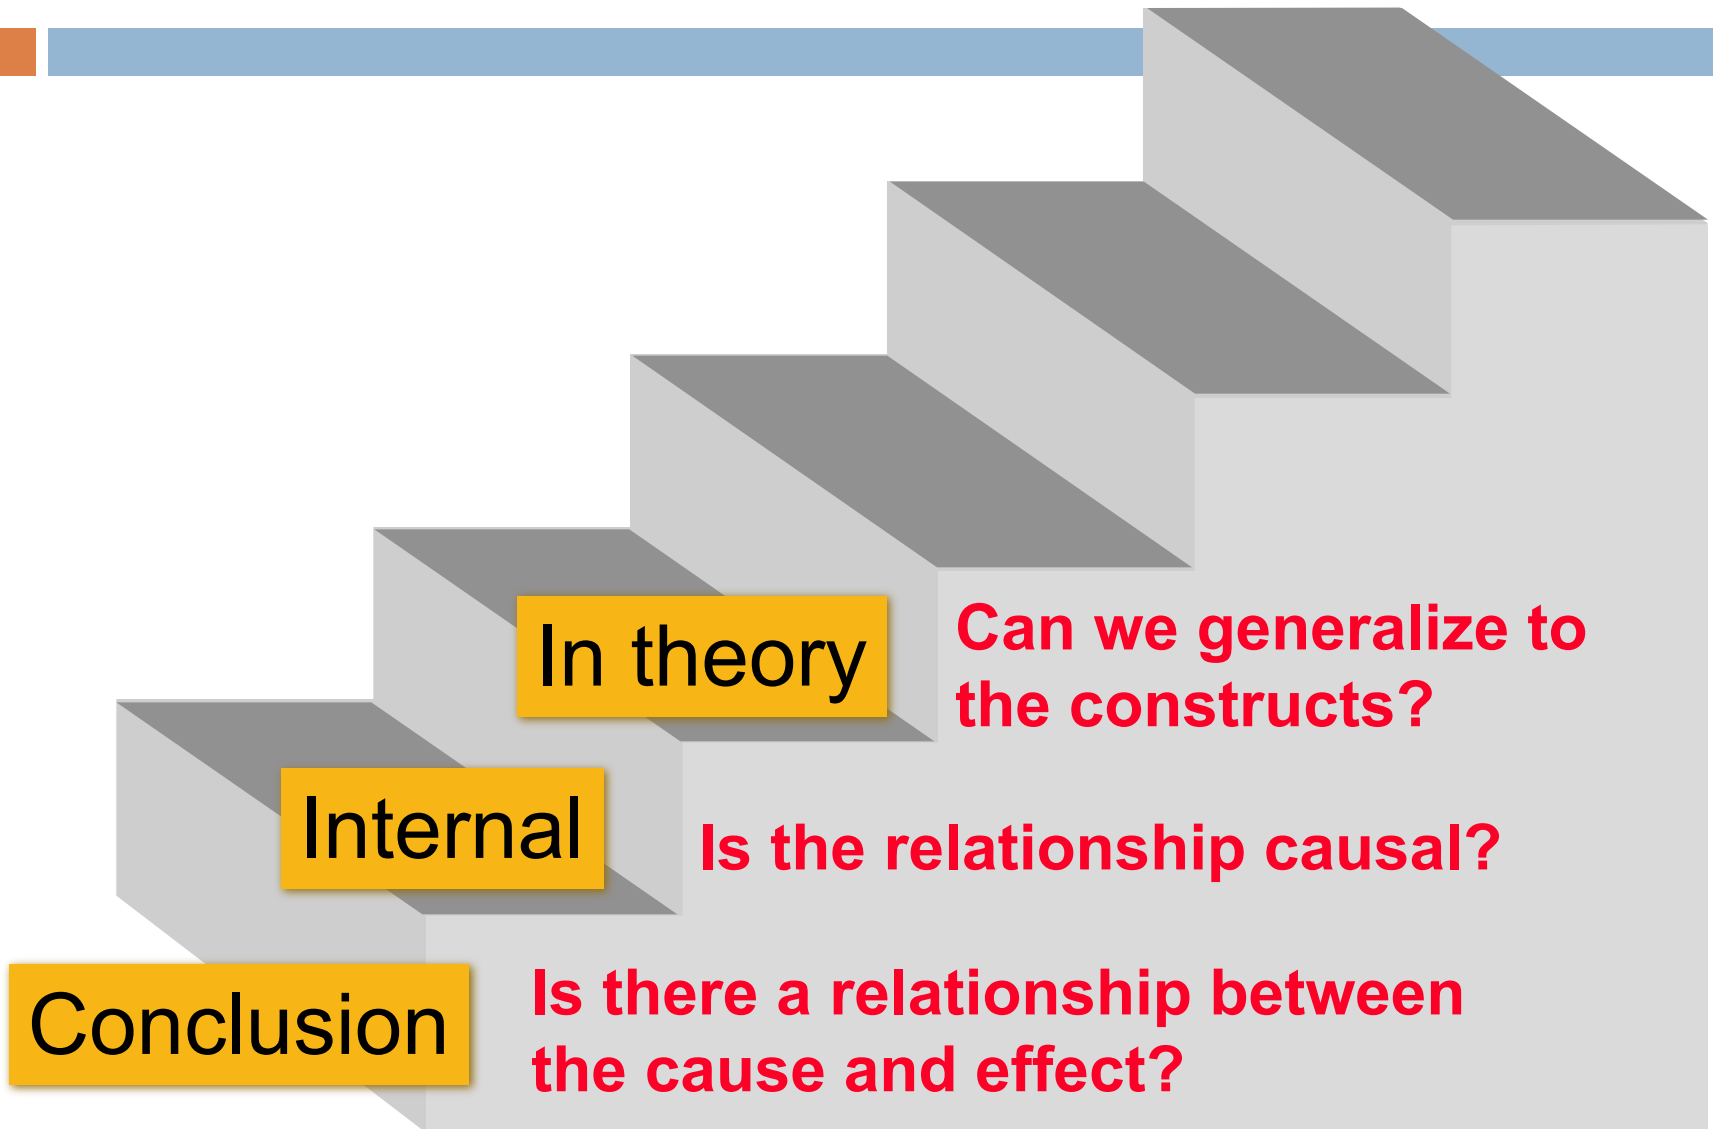 In theory
Can we generalize to
the constructs?
Internal
Is the relationship causal?
Conclusion
Is there a relationship between
the cause and effect?